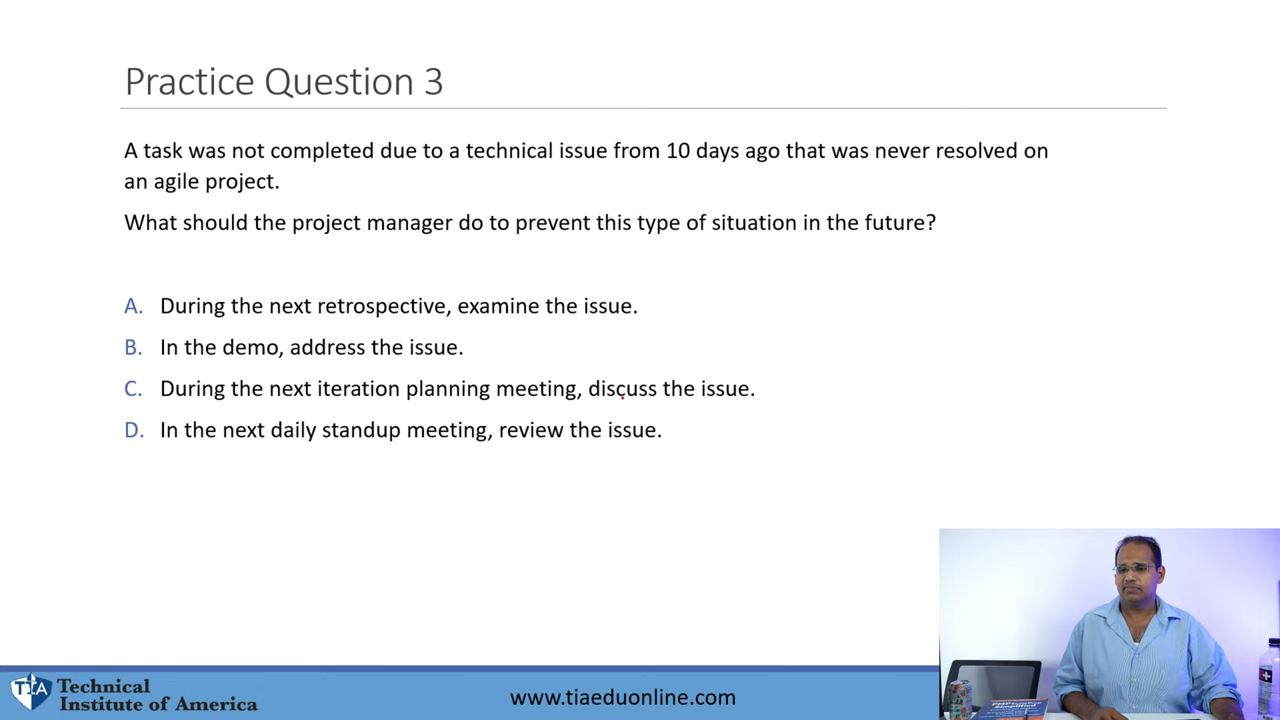 Practice Question 3
A task was not completed due to a technical issue from 10 days ago that was never resolved on
an agile project.
What should the project manager do to prevent this type of situation in the future?
A. During the next retrospective, examine the issue.
B. In the demo, address the issue.
C. During the next iteration planning meeting, discuss the issue.
D. In the next daily standup meeting, review the issue.
TIA
Technical
Institute of America
www.tiaeduonline.com